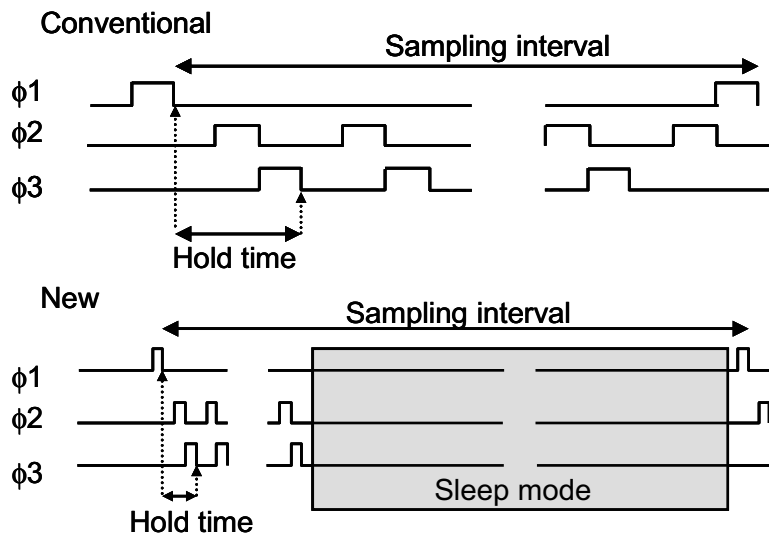 Conventional
Sampling interval
ϕ1
ϕ2
ϕ3
Hold time
New
Sampling interval
ϕ1
ϕ2
ϕ3
Sleep mode
Hold time